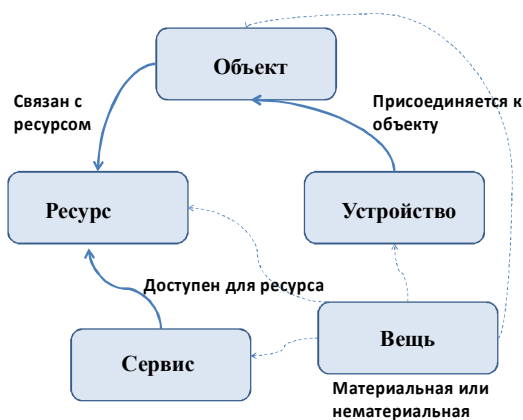 Объект
Связан с
ресурсом
Присоединяется к
объекту
Ресурс
Устройство
Доступен для ресурса
Сервис
Вещь
Материальная или
нематериальная